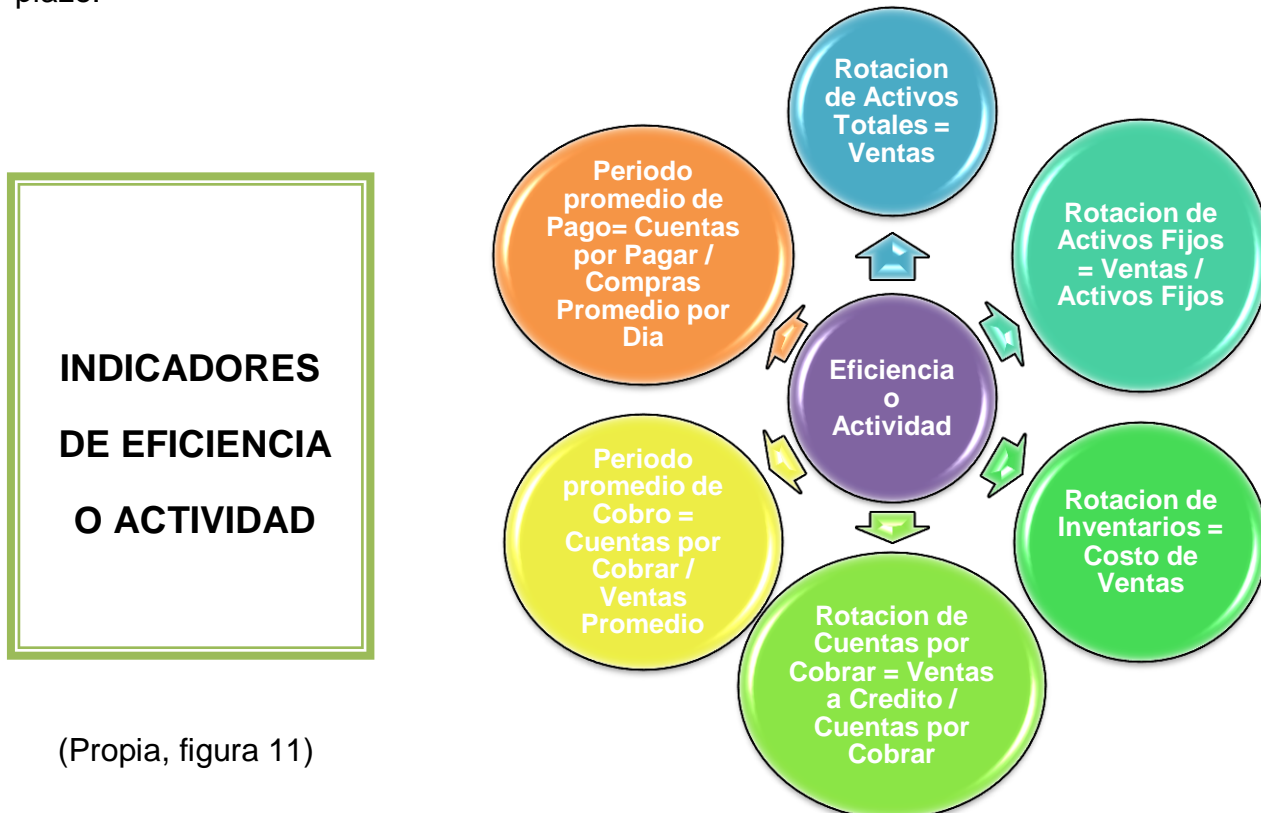 plazo.
INDICADORES
DE EFICIENCIA
O ACTIVIDAD
(Propia, figura 11)
Rotacion
de Activos
Totales =
Ventas
Rotacion de
Activos Fijos
= Ventas /
Activos Fijos
Rotacion de
Inventarios =
Costo de
Ventas
Rotacion de
Cuentas por
Cobrar = Ventas
a Credito /
Cuentas por
Cobrar
Periodo
promedio de
Cobro =
Cuentas por
Cobrar /
Ventas
Promedio
Periodo
promedio de
Pago= Cuentas
por Pagar /
Compras
Promedio por
Dia
Eficiencia
o
Actividad